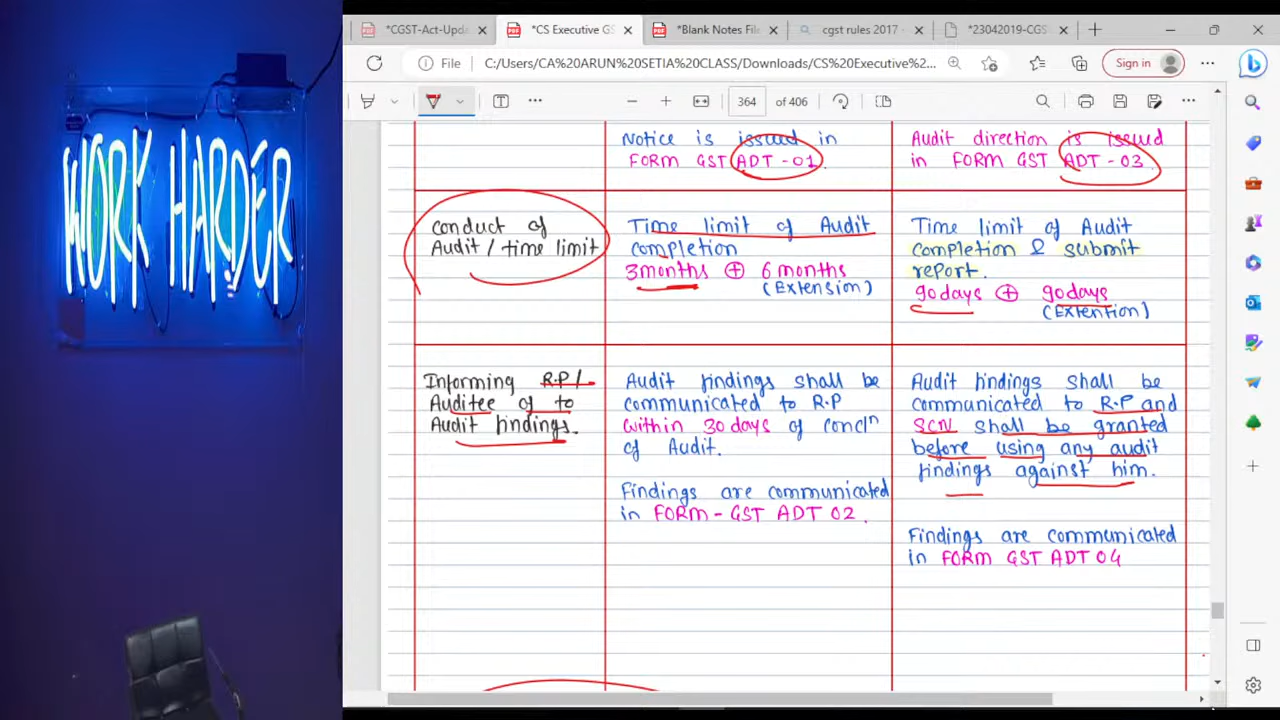 WORK HARDER
*CGST-Act-Upda
*CS Executive GS
*Blank Notes File
cgst rules 2017
*23042019-CGS
File
C:/Users/CA%20ARUN%20SETIA%20CLASS/Downloads/CS%20Executive%...
Sign in
364 of 406
Notice is issued in
FORM GST ADT - 01.
Audit direction is issued
in FORM GST ADT - 03
Conduct of
Audit / time limit
Time limit of Audit
completion
3months + 6 months
(Extension)
Time limit of Audit
completion & submit
report.
90days + 90days
(Extention)
Informing R.P/
Auditee of to
Audit findings.
Audit findings shall be
communicated to R.P
within 30 days of concln
of Audit.
Findings are communicated
in FORM - GST ADT 02.
Audit findings shall be
communicated to R.P and
SCN shall be granted
before using any audit
findings against him.
Findings are communicated
in FORM GST ADT 04